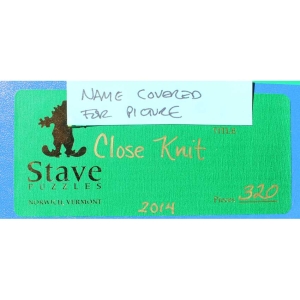 NAME COVERED
FOR PICTURE
TITLE
Close Knit
Stave
PUZZLES
NORWICH, VERMONT
2014
Pieces 320